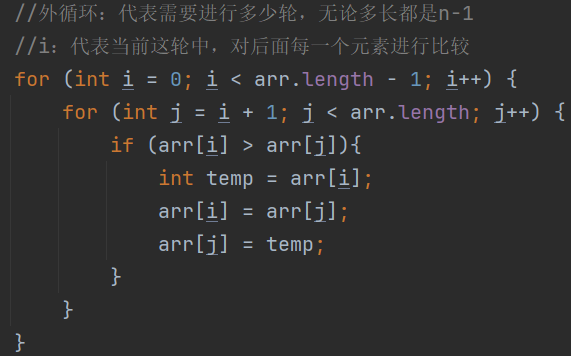 //外循环：代表需要进行多少轮，无论多长都是n-1
//i：代表当前这轮中，对后面每一个元素进行比较
for (int i = 0; i < arr.length - 1; i++) {
    for (int j = i + 1; j < arr.length; j++) {
        if (arr[i] > arr[j]){
            int temp = arr[i];
            arr[i] = arr[j];
            arr[j] = temp;
        }
    }
}